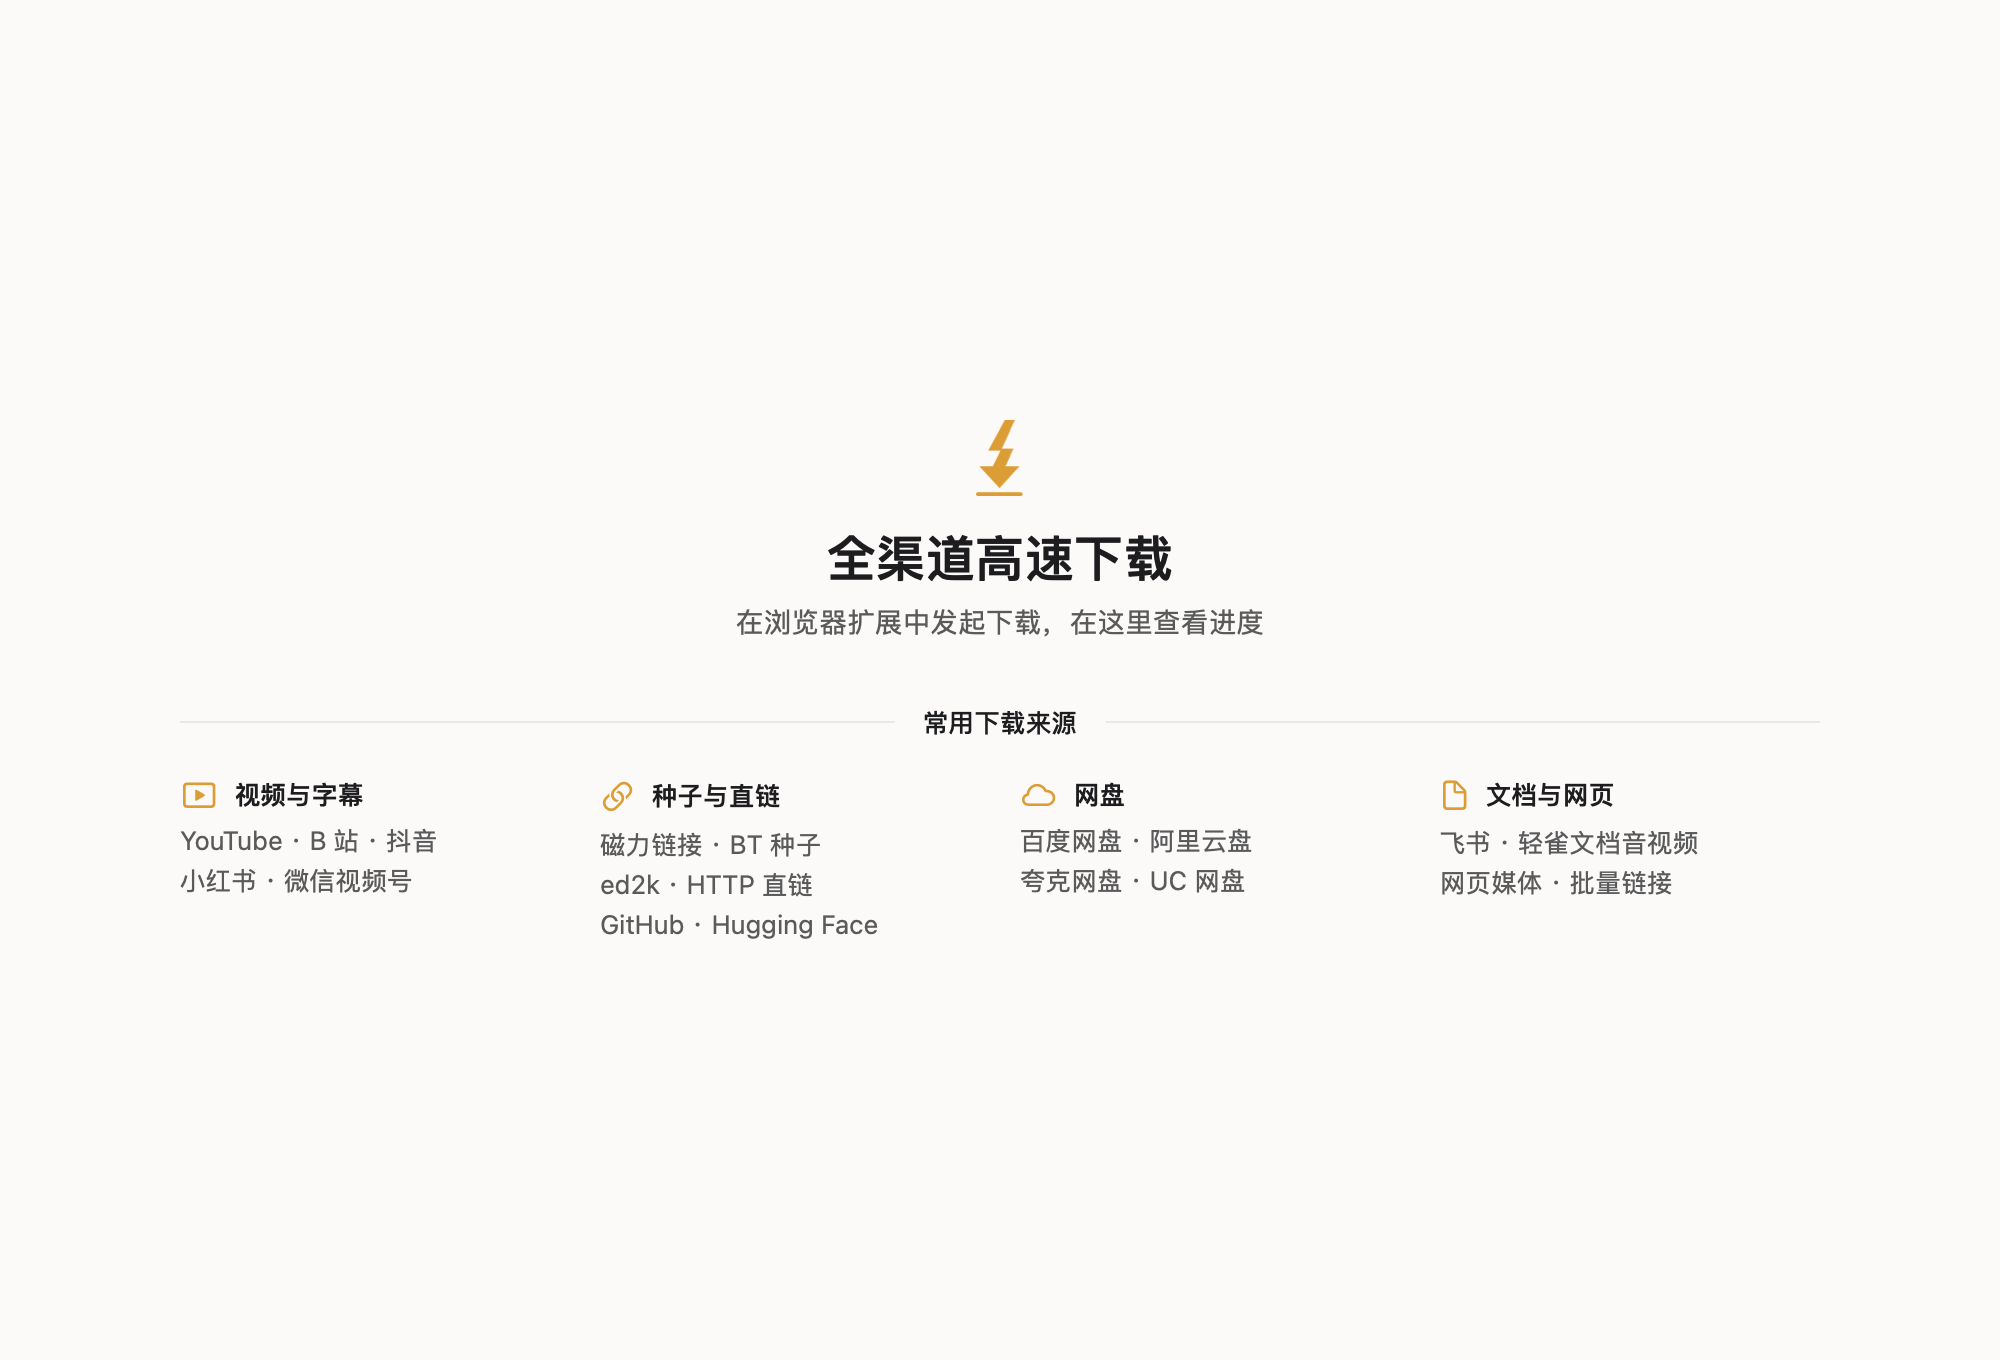 全渠道高速下载
在浏览器扩展中发起下载，在这里查看进度
常用下载来源
视频与字幕
YouTube · B 站 · 抖音
小红书 · 微信视频号
种子与直链
磁力链接 · BT 种子
ed2k · HTTP 直链
GitHub · Hugging Face
网盘
百度网盘 · 阿里云盘
夸克网盘 · UC 网盘
文档与网页
飞书 · 轻雀文档音视频
网页媒体 · 批量链接